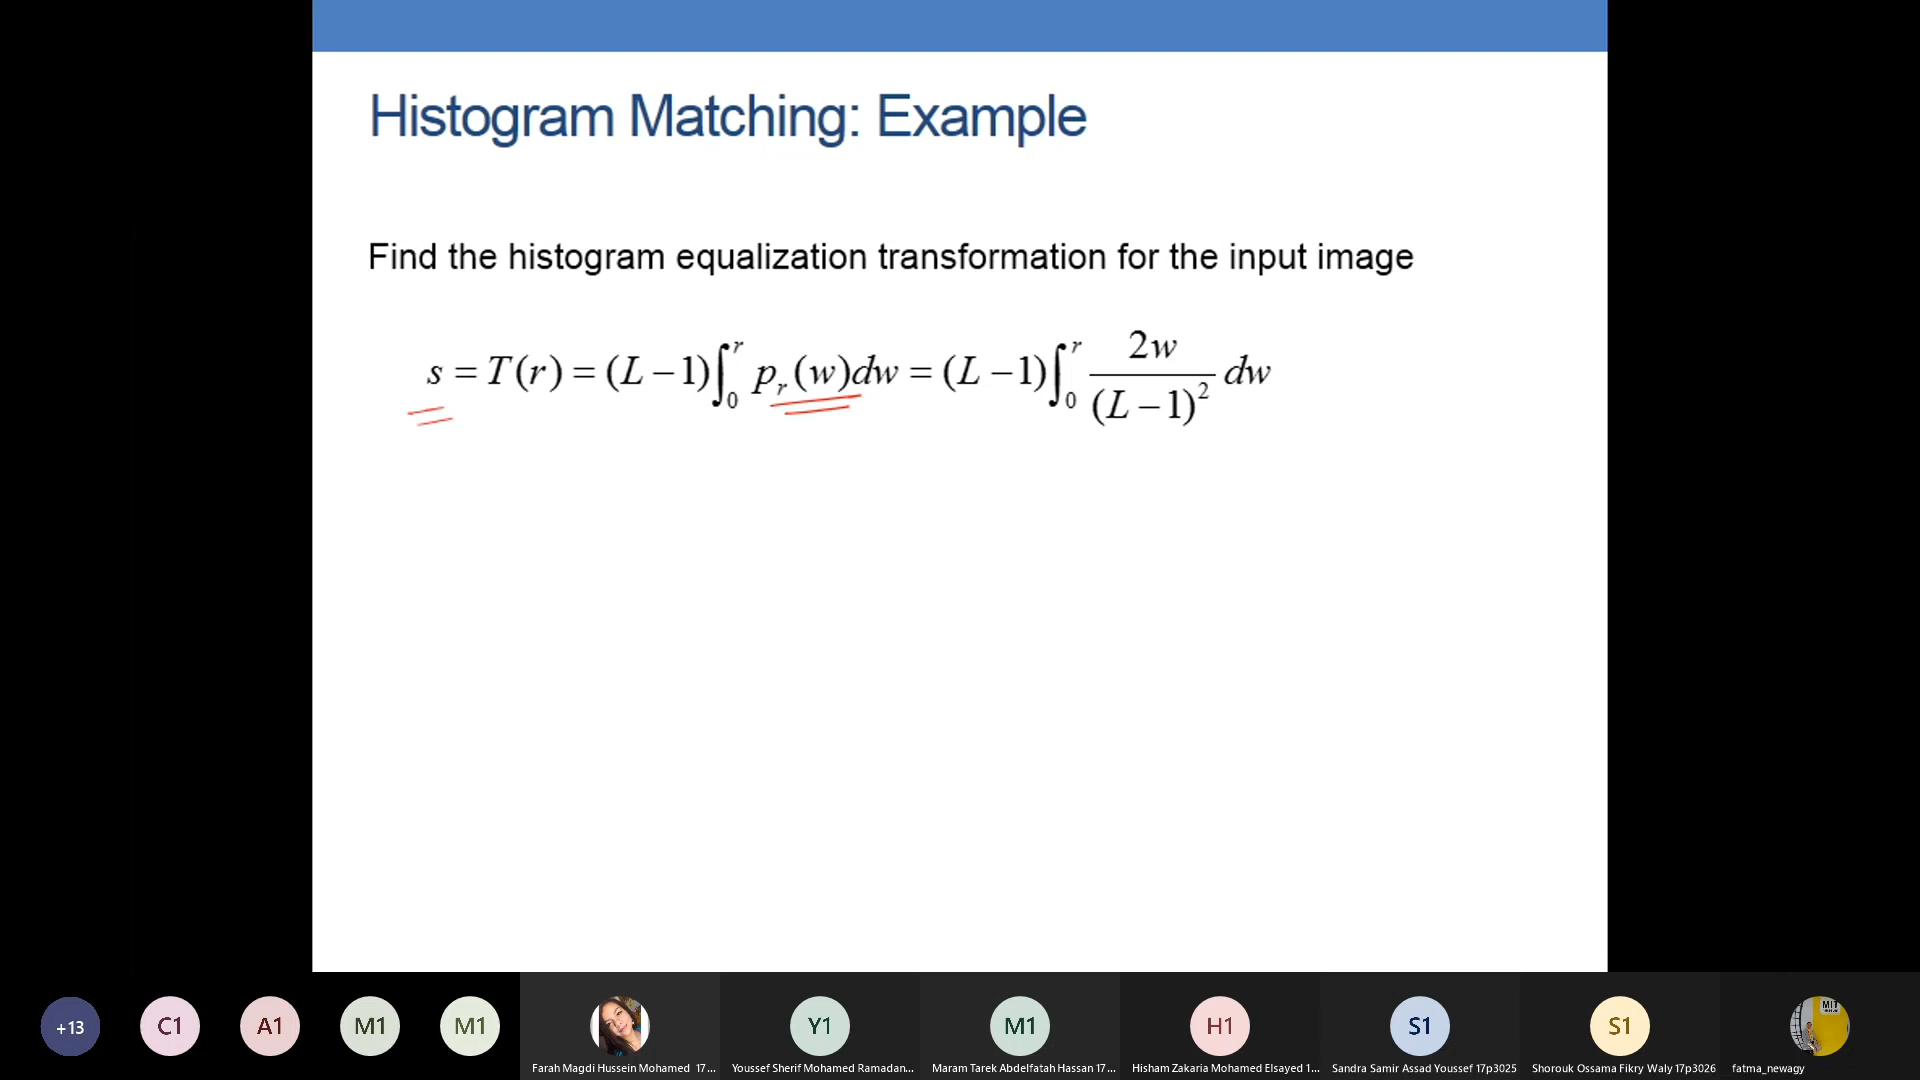 Histogram Matching: Example
Find the histogram equalization transformation for the input image
s = T(r) = (L−1)∫₀ʳ pᵣ(w)dw = (L−1)∫₀ʳ 2w/(L−1)² dw
+13
C1
A1
M1
M1
Y1
M1
H1
S1
S1
MIT
Farah Magdi Hussein Mohamed 17...
Youssef Sherif Mohamed Ramadan...
Maram Tarek Abdelfatah Hassan 17...
Hisham Zakaria Mohamed Elsayed 1...
Sandra Samir Assad Youssef 17p3025
Shorouk Ossama Fikry Waly 17p3026
fatma_newagy